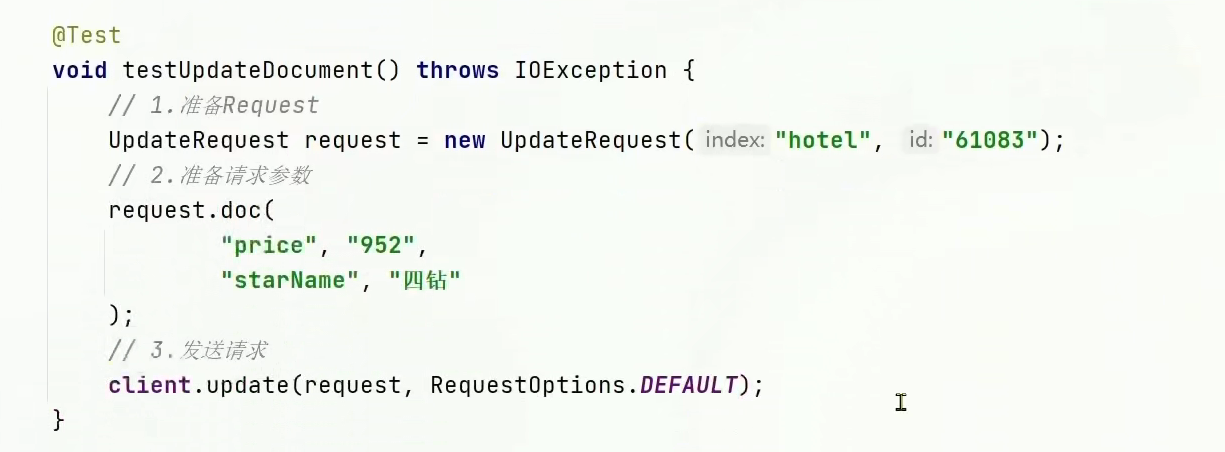 @Test
void testUpdateDocument() throws IOException {
// 1.准备Request
UpdateRequest request = new UpdateRequest( index: "hotel", id: "61083");
// 2.准备请求参数
request.doc(
"price", "952",
"starName", "四钻"
);
// 3.发送请求
client.update(request, RequestOptions.DEFAULT);
}